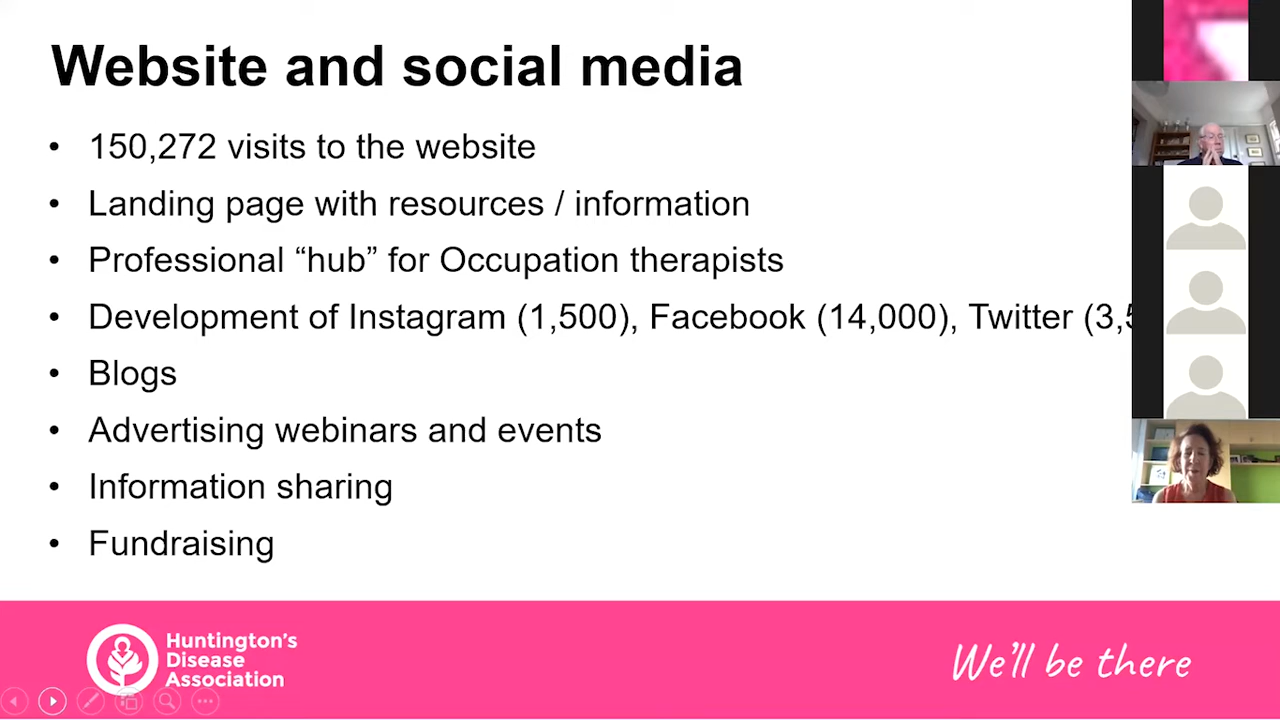 Website and social media
• 150,272 visits to the website
• Landing page with resources / information
• Professional “hub” for Occupation therapists
• Development of Instagram (1,500), Facebook (14,000), Twitter
• Blogs
• Advertising webinars and events
• Information sharing
• Fundraising
Huntington’s
Disease
Association
We’ll be there